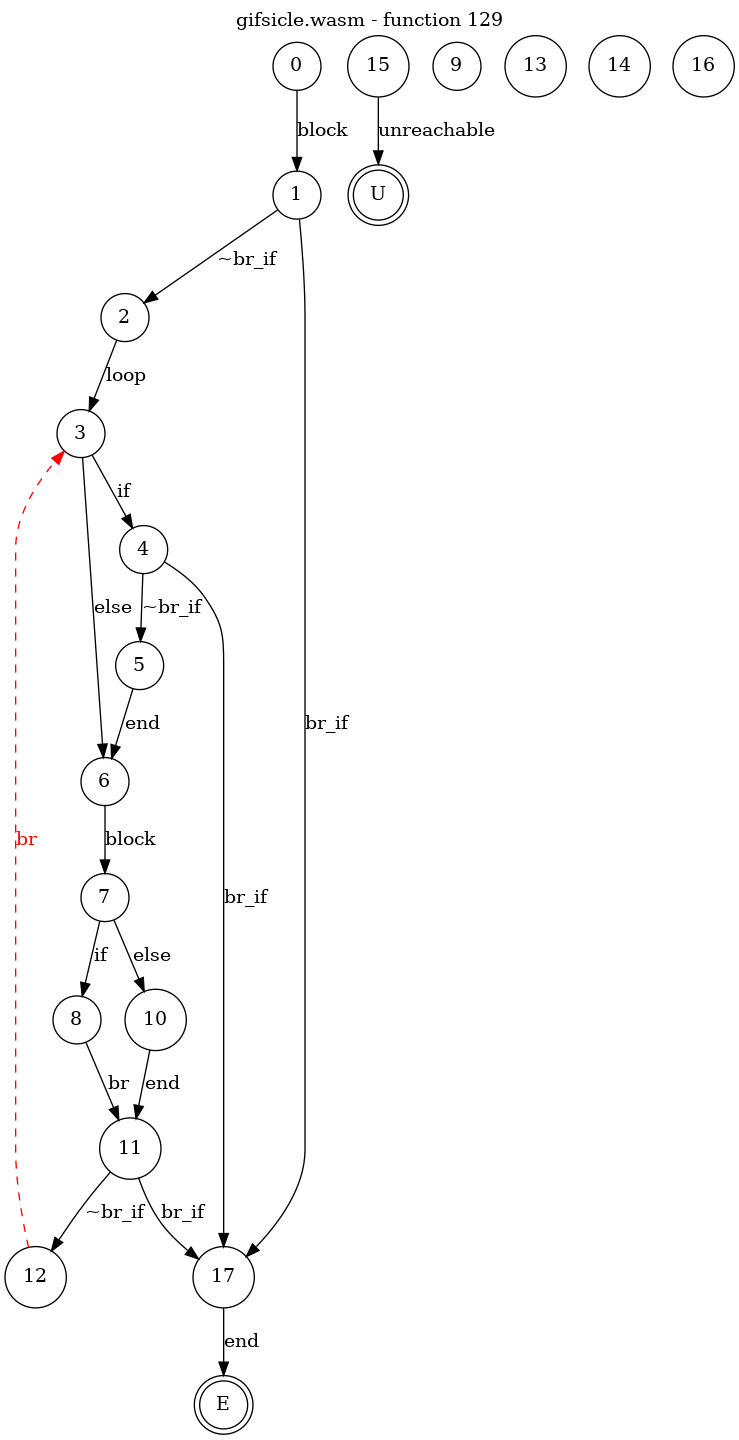 gifsicle.wasm - function 129
0
15
9
13
14
16
block
unreachable
1
U
~br_if
2
loop
3
if
4
else
~br_if
5
end
br_if
6
br
block
7
br_if
if
else
8
10
br
end
11
~br_if
br_if
12
17
end
E